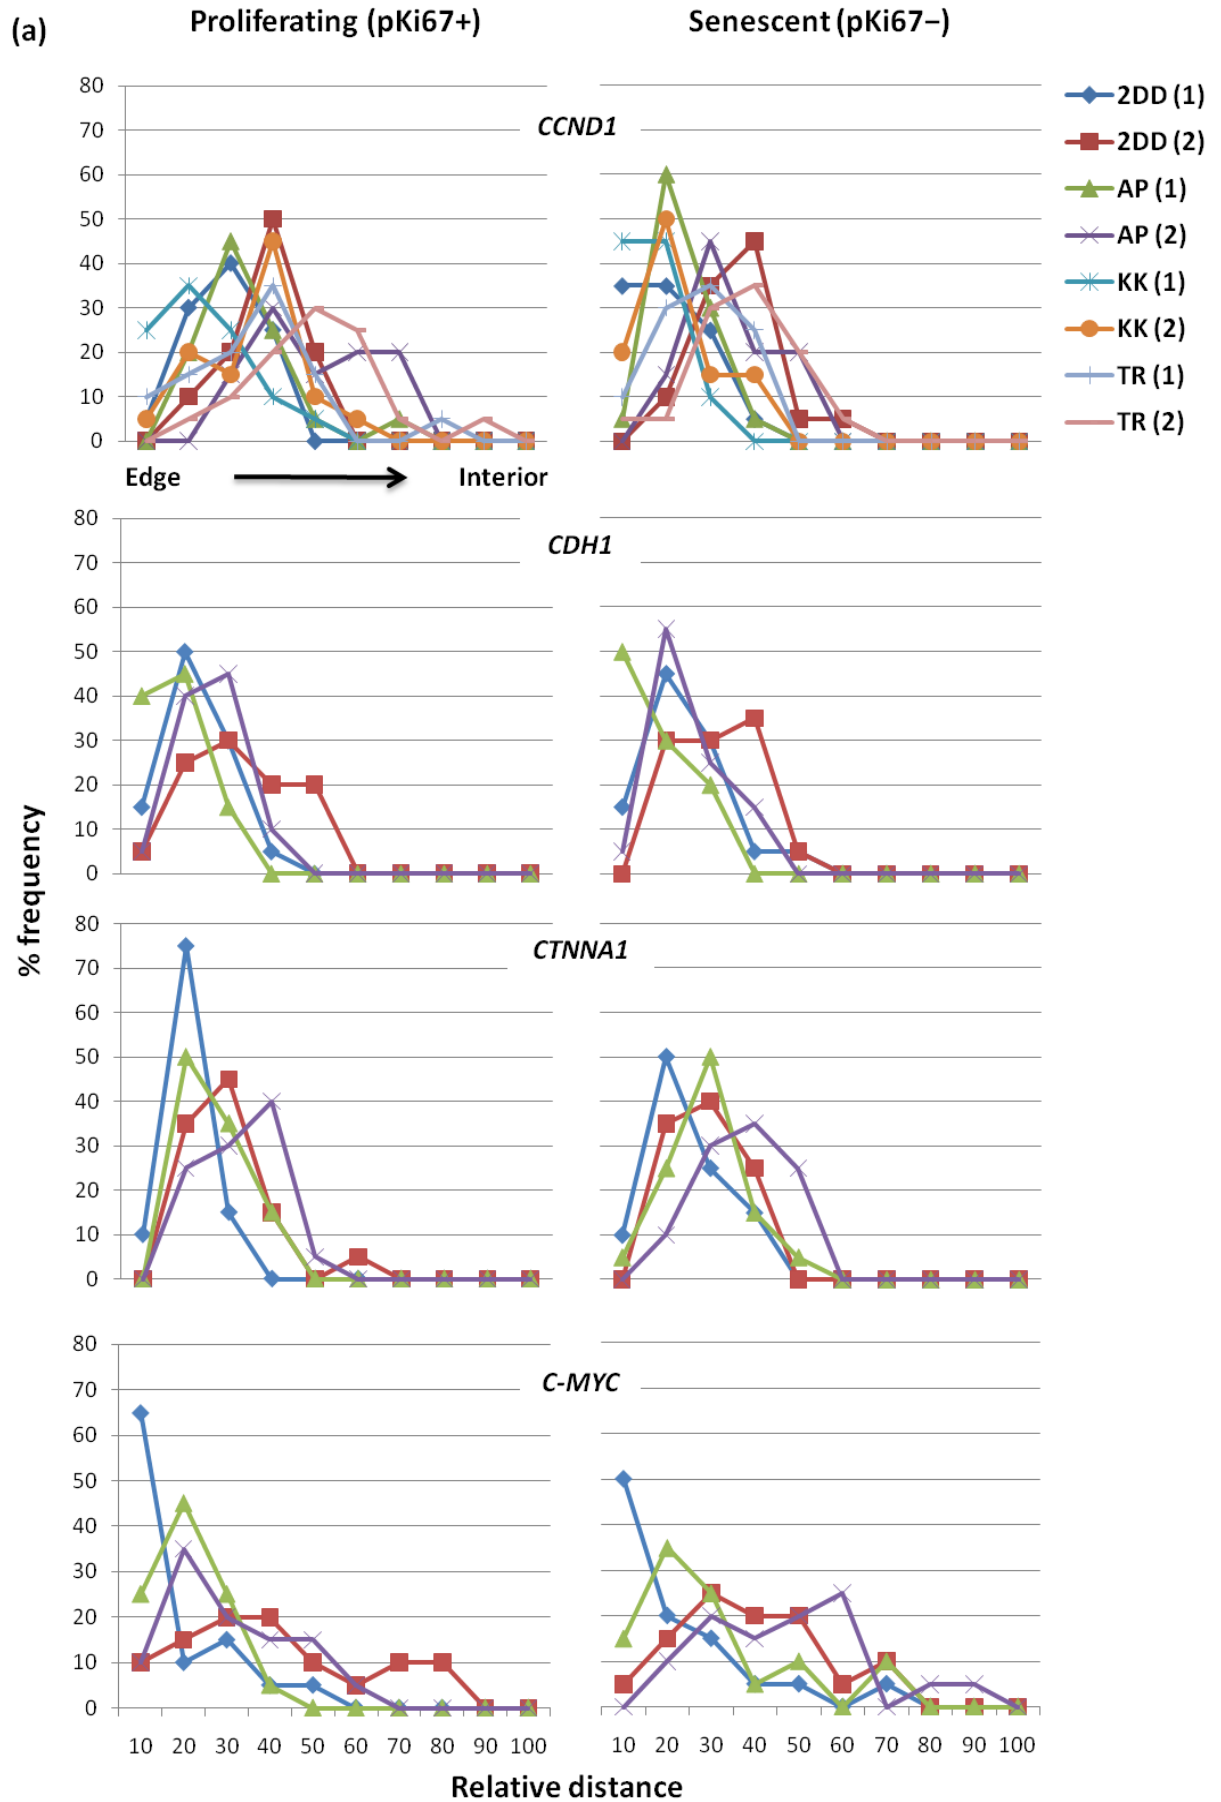 (a)
Proliferating (pKi67+)
Senescent (pKi67−)
80
70
60
50
40
30
20
10
0
CCND1
Edge
Interior
2DD (1)
2DD (2)
AP (1)
AP (2)
KK (1)
KK (2)
TR (1)
TR (2)
80
70
60
50
40
30
20
10
0
CDH1
% frequency
80
70
60
50
40
30
20
10
0
CTNNA1
80
70
60
50
40
30
20
10
0
C-MYC
10 20 30 40 50 60 70 80 90 100
10 20 30 40 50 60 70 80 90 100
Relative distance